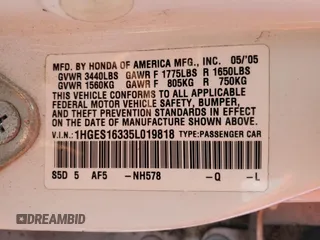 MFD. BY HONDA OF AMERICA MFG., INC. 05/'05
GVWR 3440LBS GAWR F 1775LBS R 1650LBS
GVWR 1560KG GAWR F 805KG R 750KG
THIS VEHICLE CONFORMS TO ALL APPLICABLE
FEDERAL MOTOR VEHICLE SAFETY, BUMPER,
AND THEFT PREVENTION STANDARDS IN EFFECT
ON THE DATE OF MANUFACTURE SHOWN ABOVE.
V.I.N: 1HGES16335L019818 TYPE:PASSENGER CAR
S5D 5 AF5 -NH578 -Q -L
DREAMBID